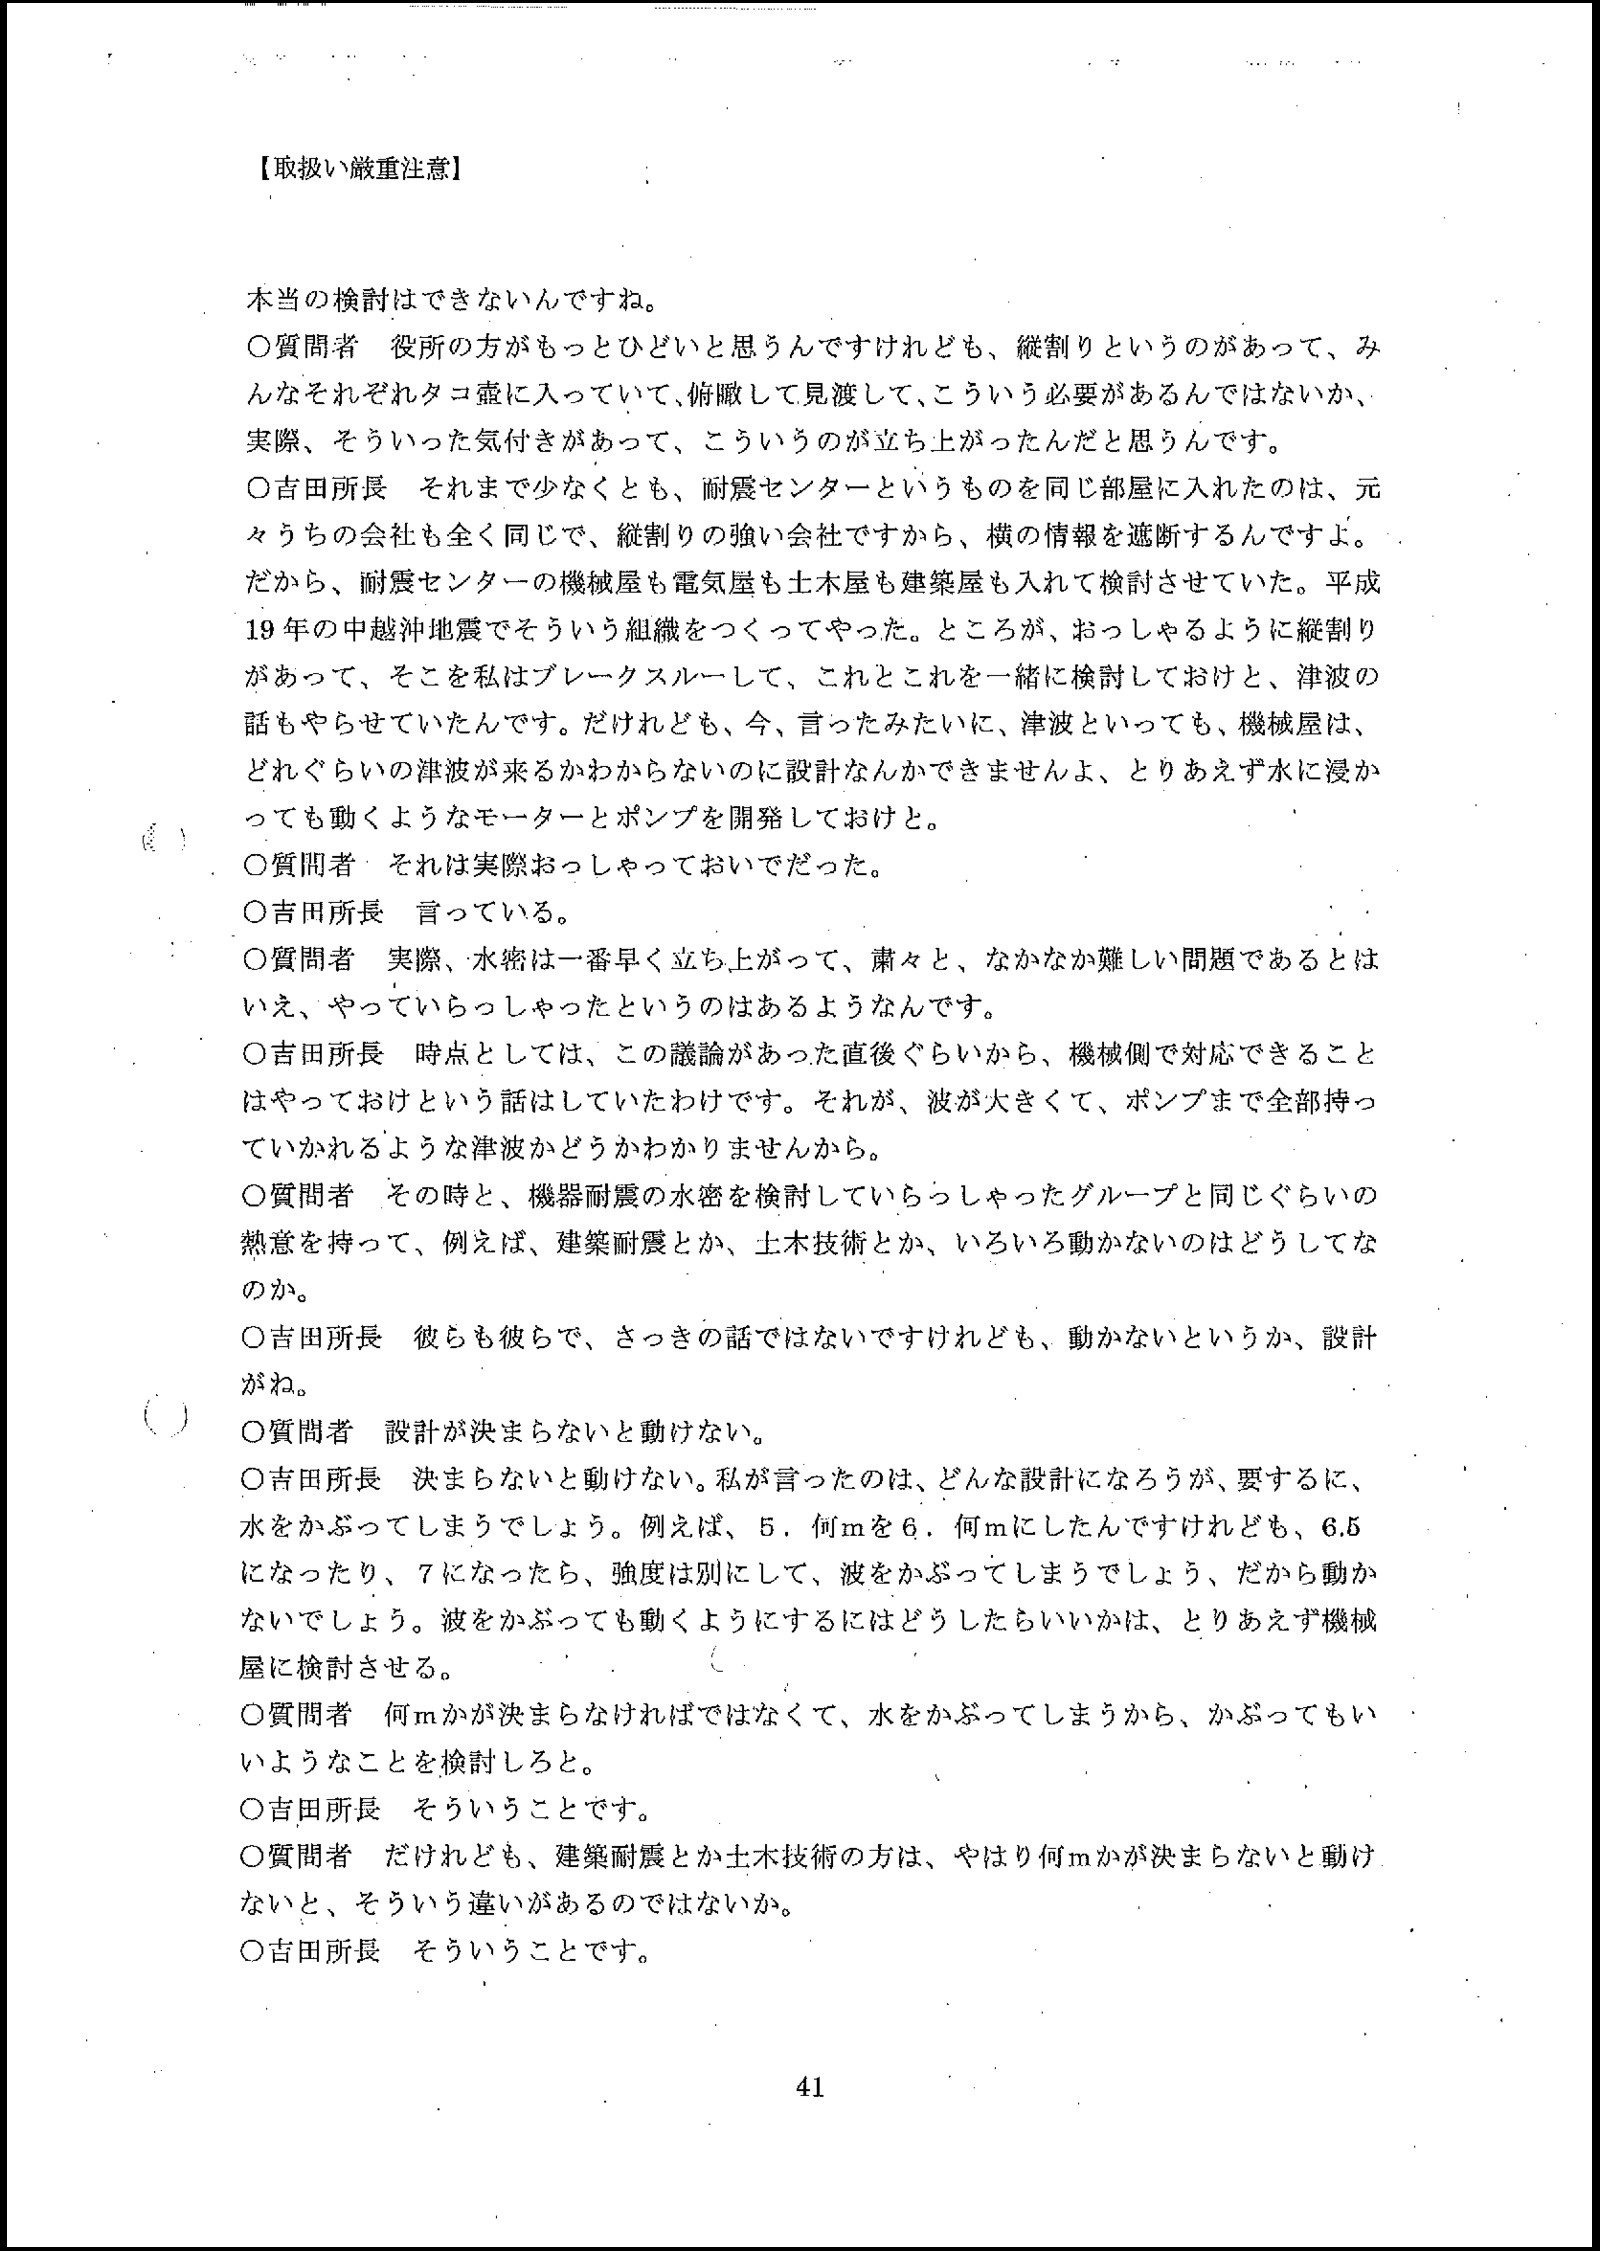 【取扱い厳重注意】
本当の検討はできないんですね。
○質問者　役所の方がもっとひどいと思うんですけれども、縦割りというのがあって、み
んなそれぞれタコ壺に入っていて、俯瞰して見渡して、こういう必要があるんではないか、
実際、そういった気付きがあって、こういうのが立ち上がったんだと思うんです。
○吉田所長　それまで少なくとも、耐震センターというものを同じ部屋に入れたのは、元
々うちの会社も全く同じで、縦割りの強い会社ですから、横の情報を遮断するんですよ。
だから、耐震センターの機械屋も電気屋も土木屋も建築屋も入れて検討させていた。平成
19 年の中越沖地震でそういう組織をつくってやった。ところが、おっしゃるように縦割り
があって、そこを私はブレークスルーして、これとこれを一緒に検討しておけと、津波の
話もやらせていたんです。だけれども、今、言ったみたいに、津波といっても、機械屋は、
どれぐらいの津波が来るかわからないのに設計なんかできませんよ、とりあえず水に浸か
っても動くようなモーターとポンプを開発しておけと。
○質問者　それは実際おっしゃっておいでだった。
○吉田所長　言っている。
○質問者　実際、水密は一番早く立ち上がって、粛々と、なかなか難しい問題であるとは
いえ、やっていらっしゃったというのはあるようなんです。
○吉田所長　時点としては、この議論があった直後ぐらいから、機械側で対応できること
はやっておけという話はしていたわけです。それが、波が大きくて、ポンプまで全部持っ
ていかれるような津波かどうかわかりませんから。
○質問者　その時と、機器耐震の水密を検討していらっしゃったグループと同じぐらいの
熱意を持って、例えば、建築耐震とか、土木技術とか、いろいろ動かないのはどうしてな
のか。
○吉田所長　彼らも彼らで、さっきの話ではないですけれども、動かないというか、設計
がね。
○質問者　設計が決まらないと動けない。
○吉田所長　決まらないと動けない。私が言ったのは、どんな設計になろうが、要するに、
水をかぶってしまうでしょう。例えば、５．何ｍを６．何ｍにしたんですけれども、6.5
になったり、７になったら、強度は別にして、波をかぶってしまうでしょう、だから動か
ないでしょう。波をかぶっても動くようにするにはどうしたらいいかは、とりあえず機械
屋に検討させる。
○質問者　何ｍかが決まらなければではなくて、水をかぶってしまうから、かぶってもい
いようなことを検討しろと。
○吉田所長　そういうことです。
○質問者　だけれども、建築耐震とか土木技術の方は、やはり何ｍかが決まらないと動け
ないと、そういう違いがあるのではないか。
○吉田所長　そういうことです。
41